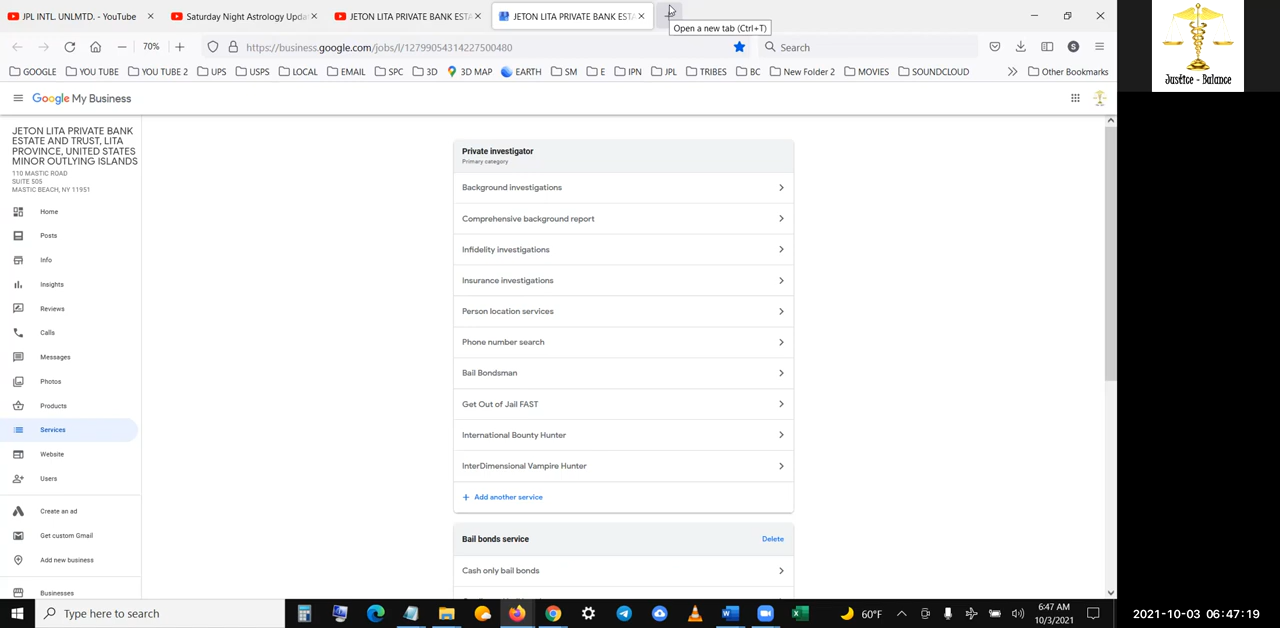 JPL INTL. UNLMTD. - YouTube
Saturday Night Astrology Upda
JETON LITA PRIVATE BANK ESTA
JETON LITA PRIVATE BANK EST
Open a new tab (Ctrl+T)
70%
https://business.google.com/jobs/l/12799054314227500480
Search
S
GOOGLE
YOU TUBE
YOU TUBE 2
UPS
USPS
LOCAL
EMAIL
SPC
3D
3D MAP
EARTH
SM
E
IPN
JPL
TRIBES
BC
New Folder 2
MOVIES
SOUNDCLOUD
Other Bookmarks
Justice - Balance
Google My Business
JETON LITA PRIVATE BANK
ESTATE AND TRUST, LITA
PROVINCE, UNITED STATES
MINOR OUTLYING ISLANDS
110 MASTIC ROAD
SUITE 505
MASTIC BEACH, NY 11951
Home
Posts
Info
Insights
Reviews
Calls
Messages
Photos
Products
Services
Website
Users
Create an ad
Get custom Gmail
Add new business
Businesses
Private investigator
Primary category
Background investigations
Comprehensive background report
Infidelity investigations
Insurance investigations
Person location services
Phone number search
Bail Bondsman
Get Out of Jail FAST
International Bounty Hunter
InterDimensional Vampire Hunter
+ Add another service
Bail bonds service
Delete
Cash only bail bonds
Type here to search
60°F
6:47 AM
10/3/2021
2021-10-03 06:47:19